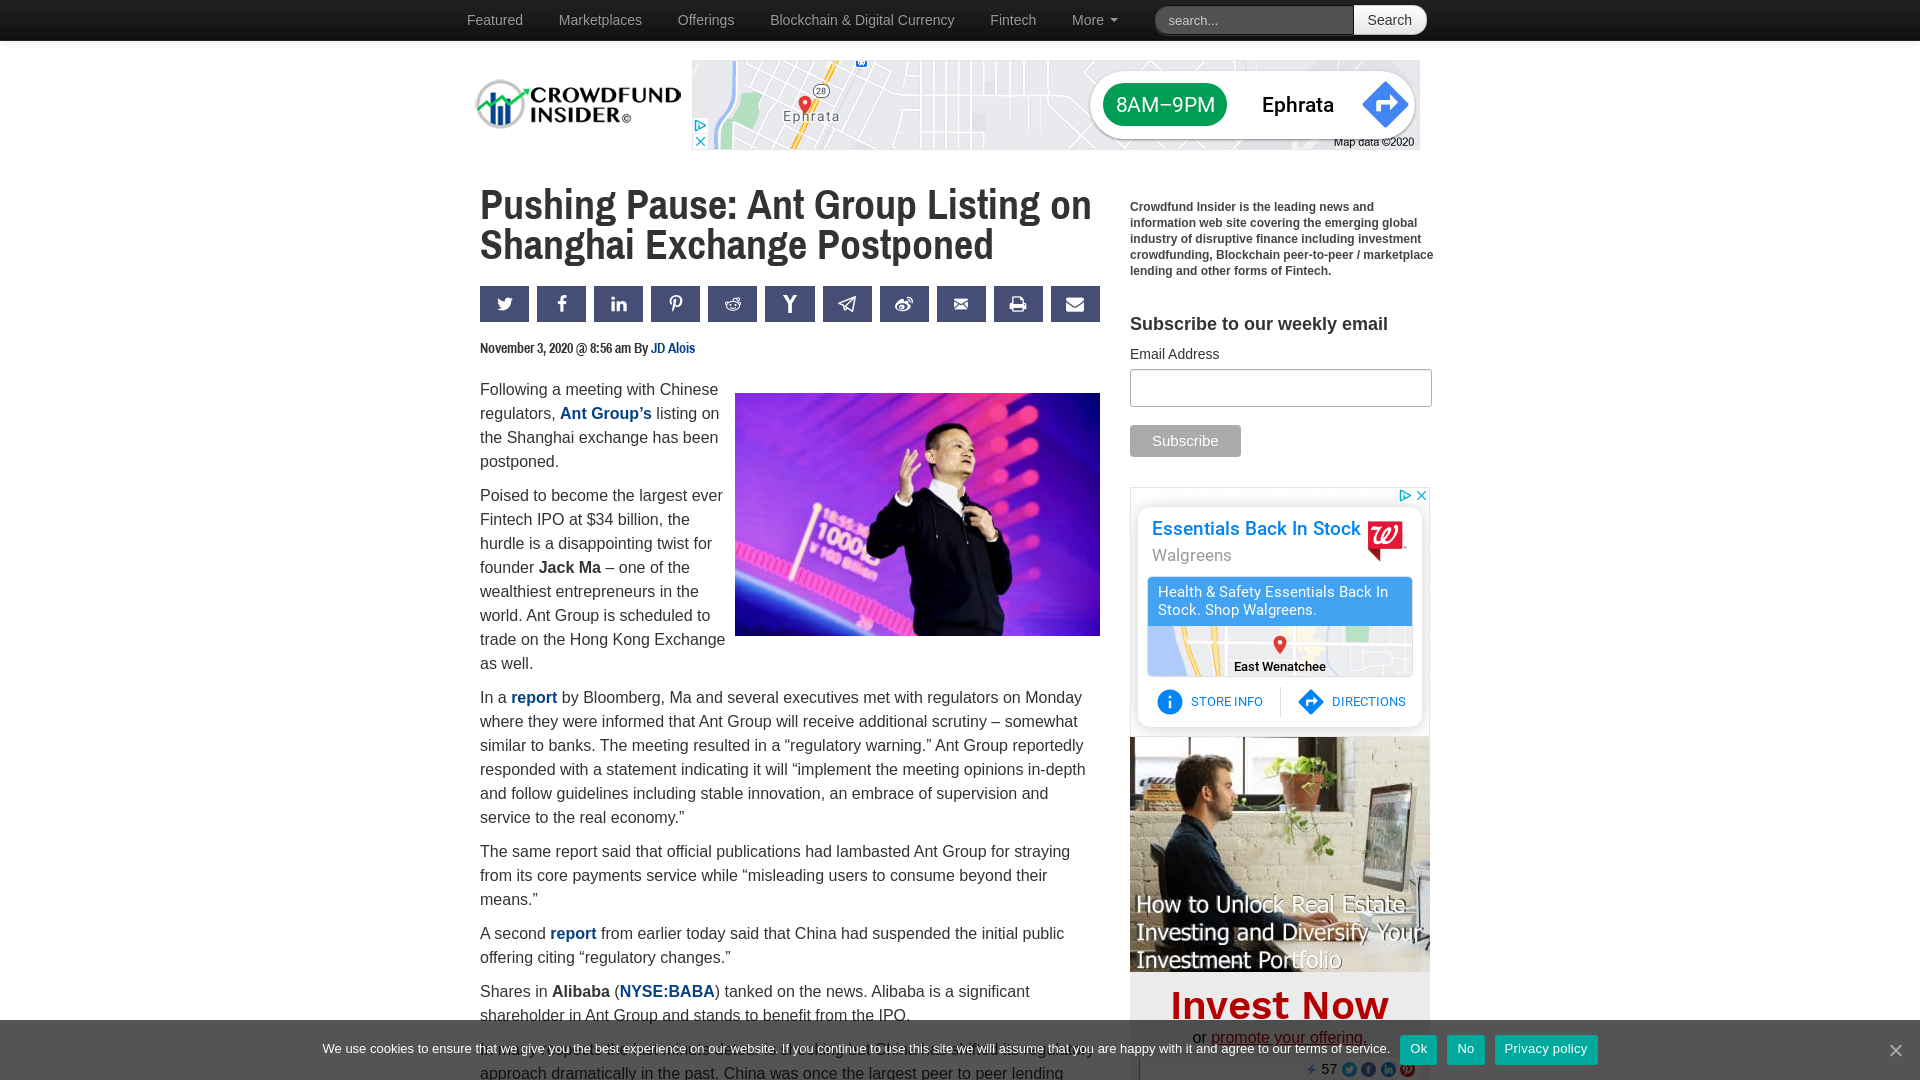 Featured Marketplaces Offerings Blockchain & Digital Currency Fintech More search... Search
CROWDFUND
INSIDER©
28
Ephrata
8AM–9PM Ephrata
Map data ©2020
Pushing Pause: Ant Group Listing on
Shanghai Exchange Postponed
November 3, 2020 @ 8:56 am By JD Alois
Following a meeting with Chinese
regulators, Ant Group’s listing on
the Shanghai exchange has been
postponed.
Poised to become the largest ever
Fintech IPO at $34 billion, the
hurdle is a disappointing twist for
founder Jack Ma – one of the
wealthiest entrepreneurs in the
world. Ant Group is scheduled to
trade on the Hong Kong Exchange
as well.
¥ 100 Billion
In a report by Bloomberg, Ma and several executives met with regulators on Monday
where they were informed that Ant Group will receive additional scrutiny – somewhat
similar to banks. The meeting resulted in a “regulatory warning.” Ant Group reportedly
responded with a statement indicating it will “implement the meeting opinions in-depth
and follow guidelines including stable innovation, an embrace of supervision and
service to the real economy.”
The same report said that official publications had lambasted Ant Group for straying
from its core payments service while “misleading users to consume beyond their
means.”
A second report from earlier today said that China had suspended the initial public
offering citing “regulatory changes.”
Shares in Alibaba (NYSE:BABA) tanked on the news. Alibaba is a significant
shareholder in Ant Group and stands to benefit from the IPO.
approach dramatically in the past. China was once the largest peer to peer lending
Crowdfund Insider is the leading news and
information web site covering the emerging global
industry of disruptive finance including investment
crowdfunding, Blockchain peer-to-peer / marketplace
lending and other forms of Fintech.
Subscribe to our weekly email
Email Address
Subscribe
Essentials Back In Stock
Walgreens
Health & Safety Essentials Back In
Stock. Shop Walgreens.
East Wenatchee
STORE INFO DIRECTIONS
How to Unlock Real Estate
Investing and Diversify Your
Investment Portfolio
Invest Now
or promote your offering.
57
We use cookies to ensure that we give you the best experience on our website. If you continue to use this site we will assume that you are happy with it and agree to our terms of service. Ok No Privacy policy